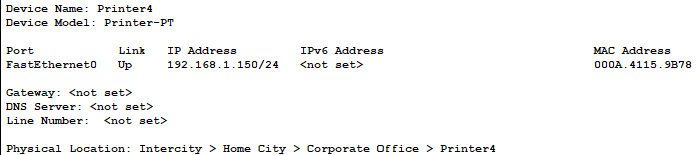 Device Name: Printer4
Device Model: Printer-PT
Port Link IP Address IPv6 Address MAC Address
FastEthernet0 Up 192.168.1.150/24 <not set> 000A.4115.9B78
Gateway: <not set>
DNS Server: <not set>
Line Number: <not set>
Physical Location: Intercity > Home City > Corporate Office > Printer4